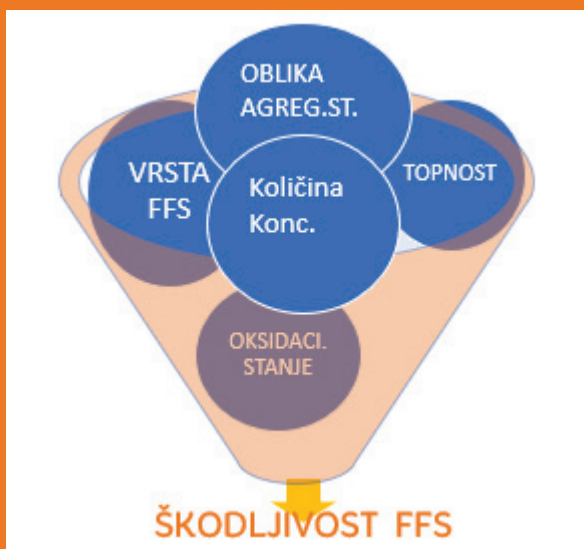 OBLIKA
AGREG.ST.
VRSTA
FFS
Količina
Konc.
TOPNOST
OKSIDACI.
STANJE
ŠKODLJIVOST FFS